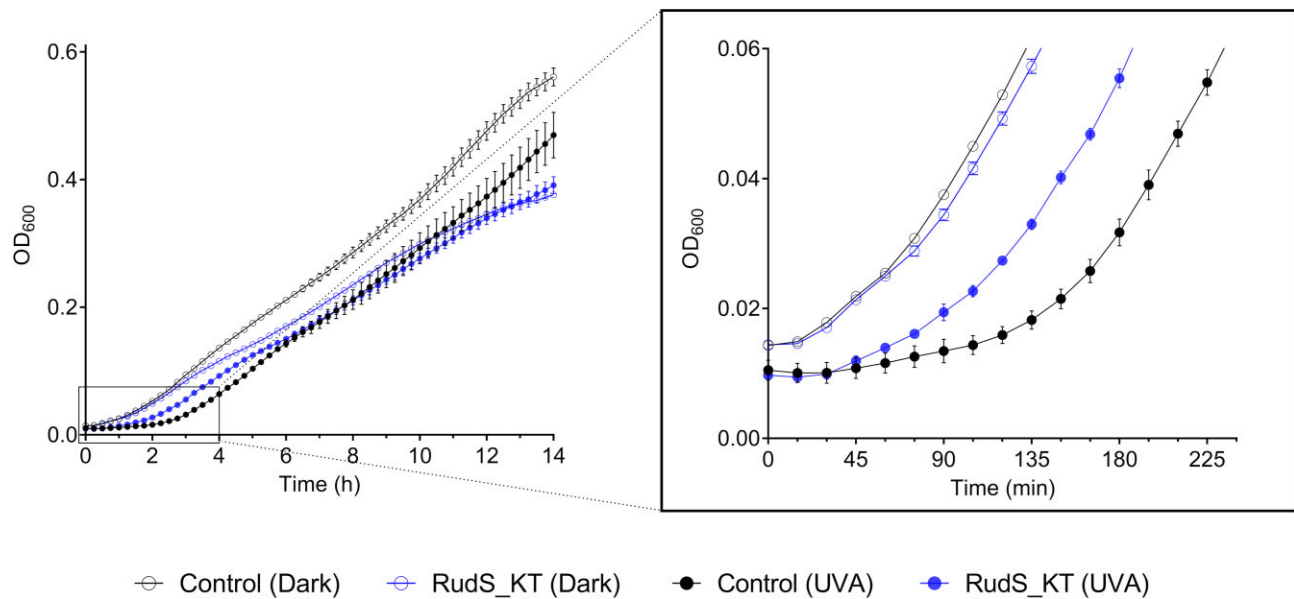 0.6
0.4
0.2
0.0
OD600
0 2 4 6 8 10 12 14
Time (h)
0.06
0.04
0.02
0.00
OD600
0 45 90 135 180 225
Time (min)
Control (Dark) RudS_KT (Dark) Control (UVA) RudS_KT (UVA)